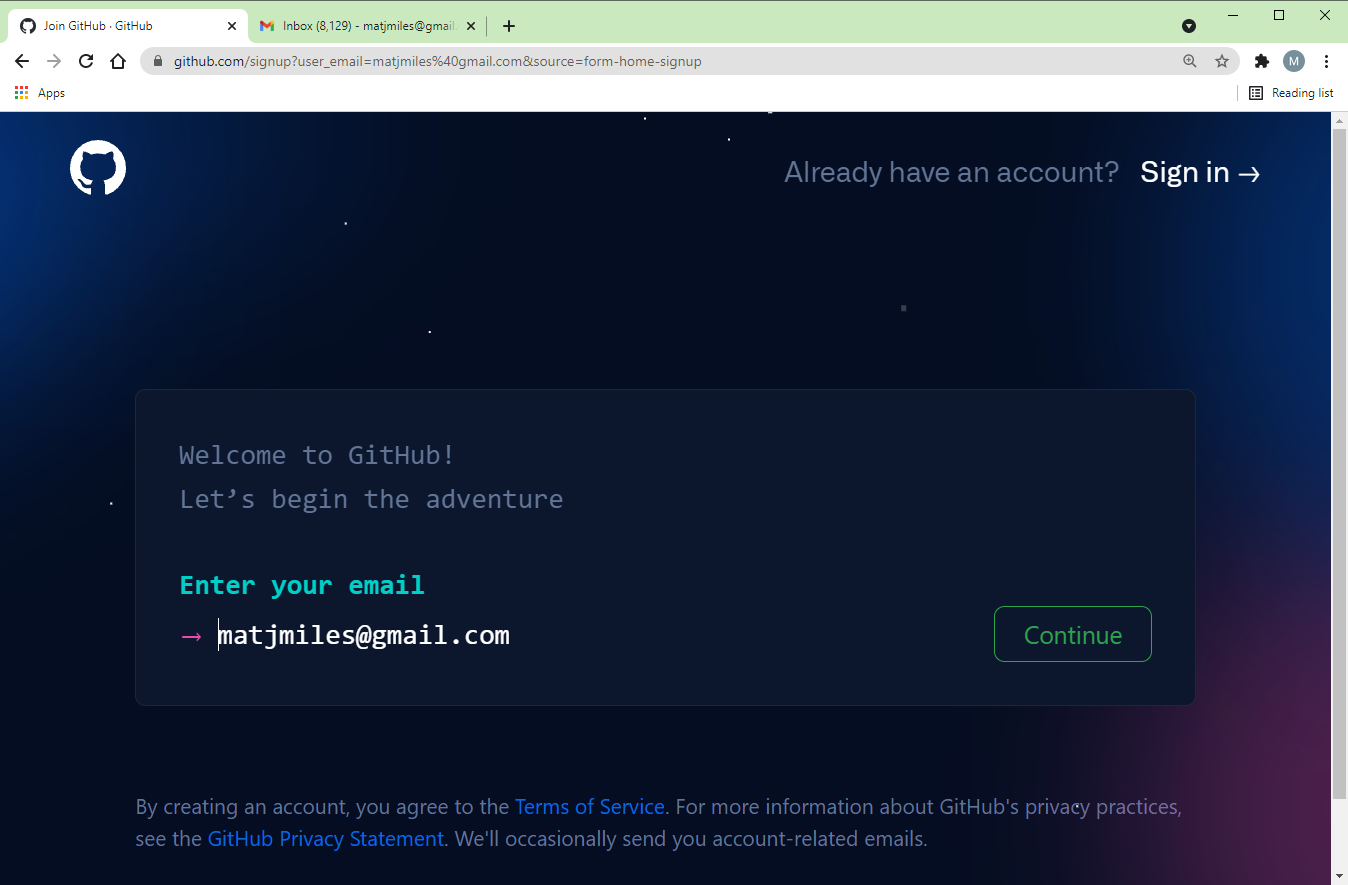 Join GitHub · GitHub
Inbox (8,129) - matjmiles@gmail.
github.com/signup?user_email=matjmiles%40gmail.com&source=form-home-signup
M
Apps
Reading list
Already have an account? Sign in →
Welcome to GitHub!
Let’s begin the adventure
Enter your email
→ matjmiles@gmail.com
Continue
By creating an account, you agree to the Terms of Service. For more information about GitHub's privacy practices,
see the GitHub Privacy Statement. We'll occasionally send you account-related emails.